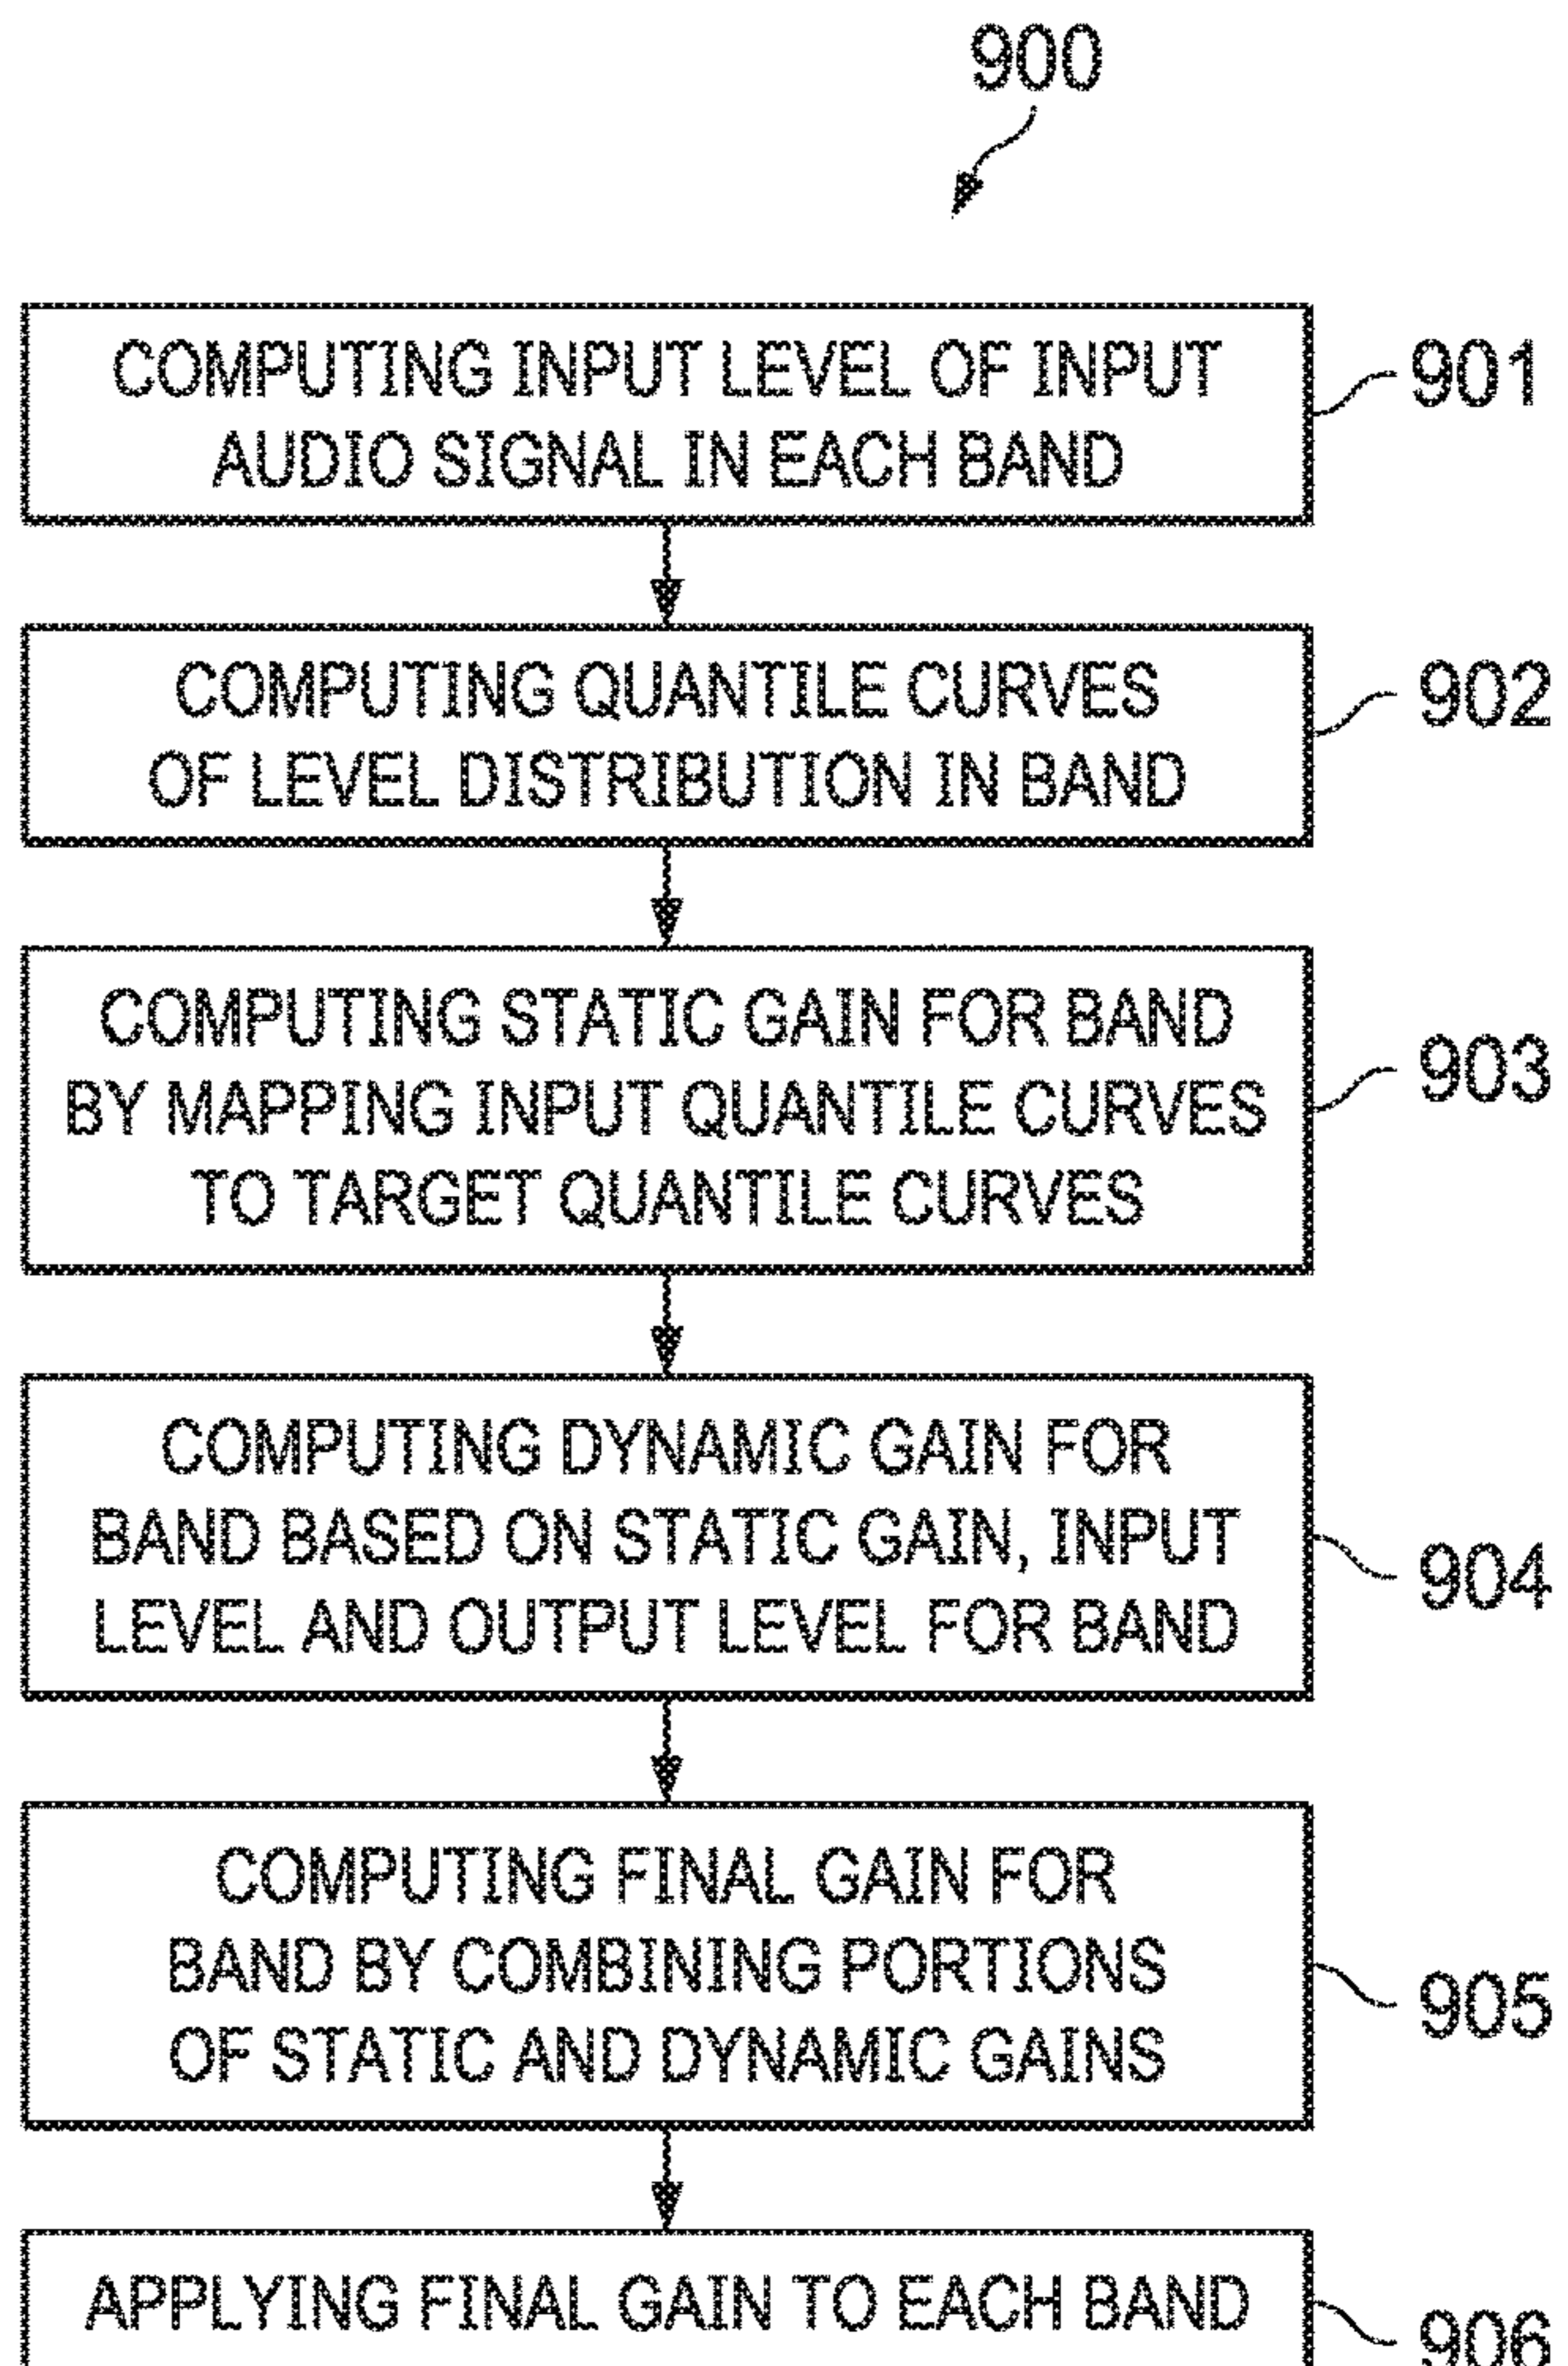 900
COMPUTING INPUT LEVEL OF INPUT
AUDIO SIGNAL IN EACH BAND
901
COMPUTING QUANTILE CURVES
OF LEVEL DISTRIBUTION IN BAND
902
COMPUTING STATIC GAIN FOR BAND
BY MAPPING INPUT QUANTILE CURVES
TO TARGET QUANTILE CURVES
903
COMPUTING DYNAMIC GAIN FOR
BAND BASED ON STATIC GAIN, INPUT
LEVEL AND OUTPUT LEVEL FOR BAND
904
COMPUTING FINAL GAIN FOR
BAND BY COMBINING PORTIONS
OF STATIC AND DYNAMIC GAINS
905
APPLYING FINAL GAIN TO EACH BAND
906